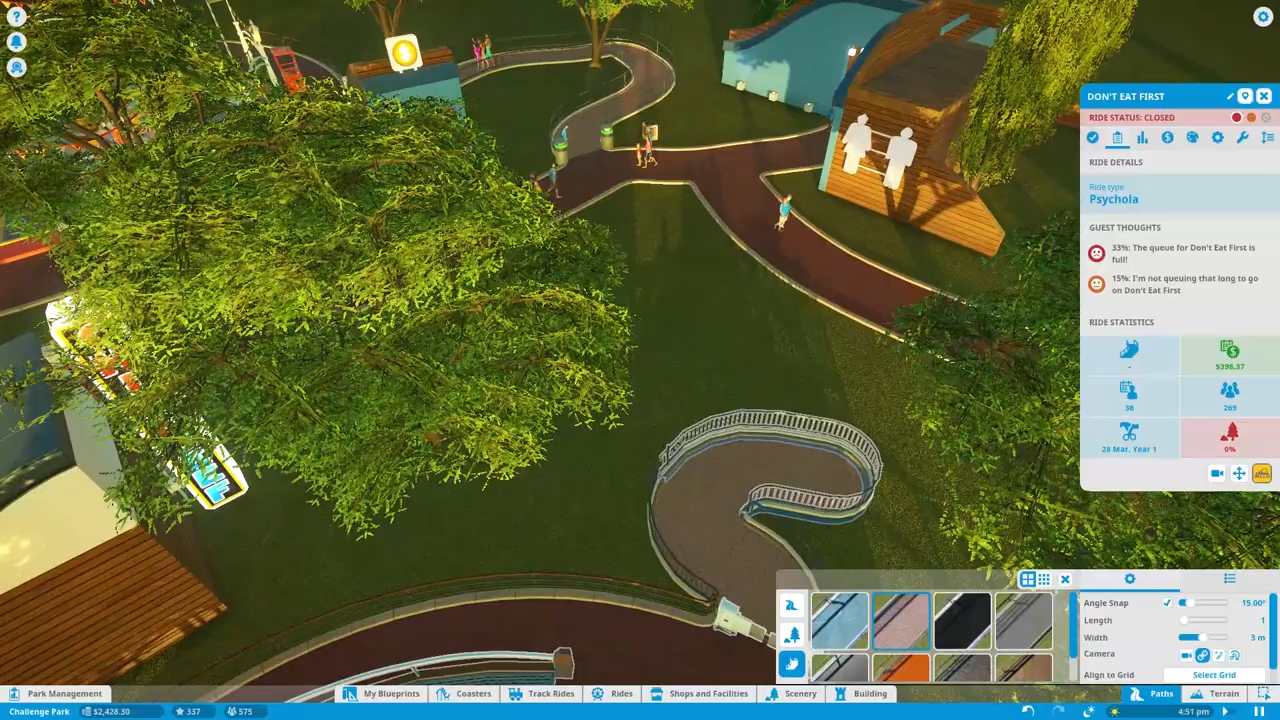 DON'T EAT FIRST
RIDE STATUS: CLOSED
RIDE DETAILS
Ride type
Psychola
GUEST THOUGHTS
33%: The queue for Don't Eat First is
full!
15%: I'm not queuing that long to go
on Don't Eat First
RIDE STATISTICS
-
$398.37
36
269
28 Mar, Year 1
0%
Angle Snap 15.00°
Length 1
Width 3 m
Camera
Align to Grid Select Grid
Park Management My Blueprints Coasters Track Rides Rides Shops and Facilities Scenery Building Paths Terrain
Challenge Park $2,428.30 337 575 4:51 pm